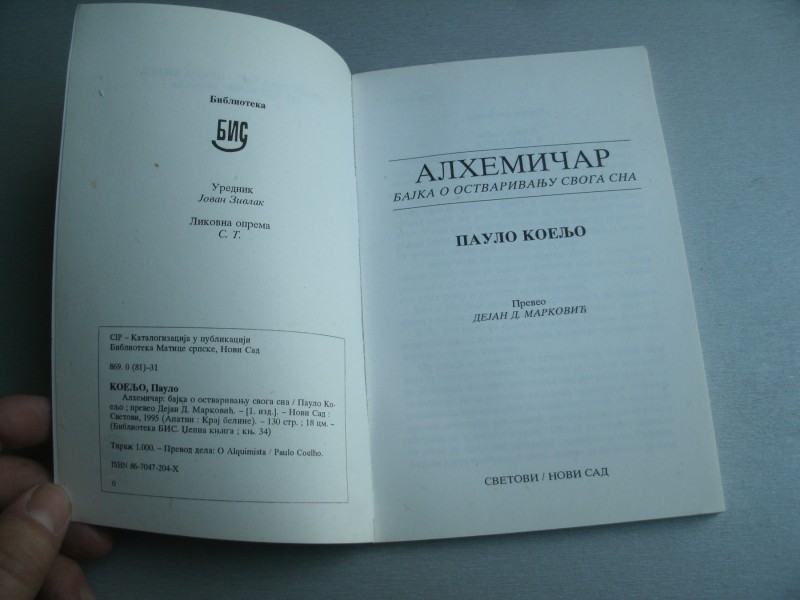 Библиотека
БИС
Уредник
Јован Зивлак
Ликовна опрема
С. Т.
CIP – Каталогизација у публикацији
Библиотека Матице српске, Нови Сад
869. 0 (81)–31
КОЕЉО, Пауло
Алхемичар: бајка о остваривању свога сна / Пауло Ко-
ељо ; превео Дејан Д. Марковић. – [1. изд.]. – Нови Сад :
Светови, 1995 (Апатин : Крај белине). – 130 стр. ; 18 цм. –
(Библиотека БИС. Џепна књига ; књ. 34)
Тираж 1.000. – Превод дела: O Alquimista / Paulo Coelho.
ISBN 86-7047-204-X
0
АЛХЕМИЧАР
БАЈКА О ОСТВАРИВАЊУ СВОГА СНА
ПАУЛО КОЕЉО
Превео
ДЕЈАН Д. МАРКОВИЋ
СВЕТОВИ / НОВИ САД